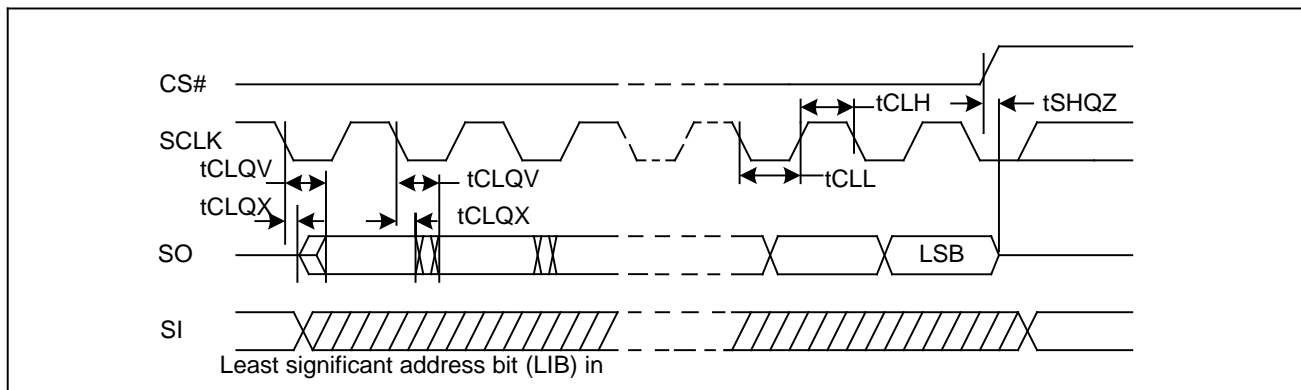 CS#
tCLH
tSHQZ
SCLK
tCLQV
tCLQV
tCLL
tCLQX
tCLQX
SO
LSB
SI
Least significant address bit (LIB) in